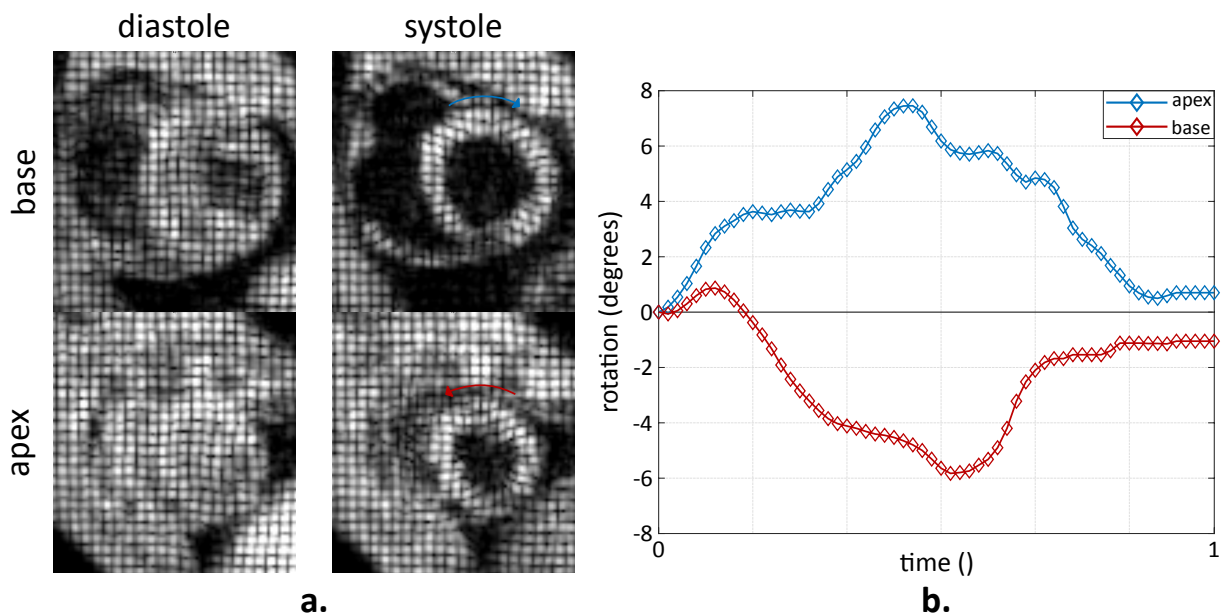 diastole
systole
base
apex
a.
rotation (degrees)
8
6
4
2
0
-2
-4
-6
-8
apex
base
0
1
time ()
b.